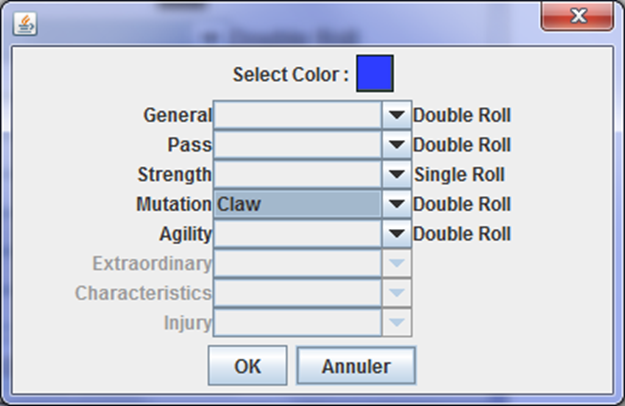 Select Color :
General Double Roll
Pass Double Roll
Strength Single Roll
Mutation Claw Double Roll
Agility Double Roll
Extraordinary
Characteristics
Injury
OK Annuler